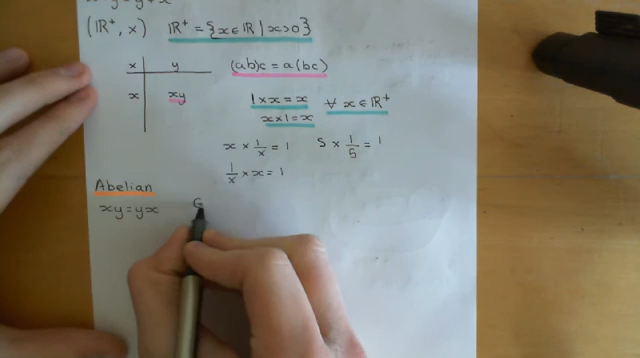 (ℝ⁺, ×) ℝ⁺ = {x∈ℝ | x>0}
× y (ab)c = a(bc)
x xy 1×x = x ∀ x∈ℝ⁺
x×1 = x
x × 1/x = 1 5 × 1/5 = 1
1/x × x = 1
Abelian
xy = yx